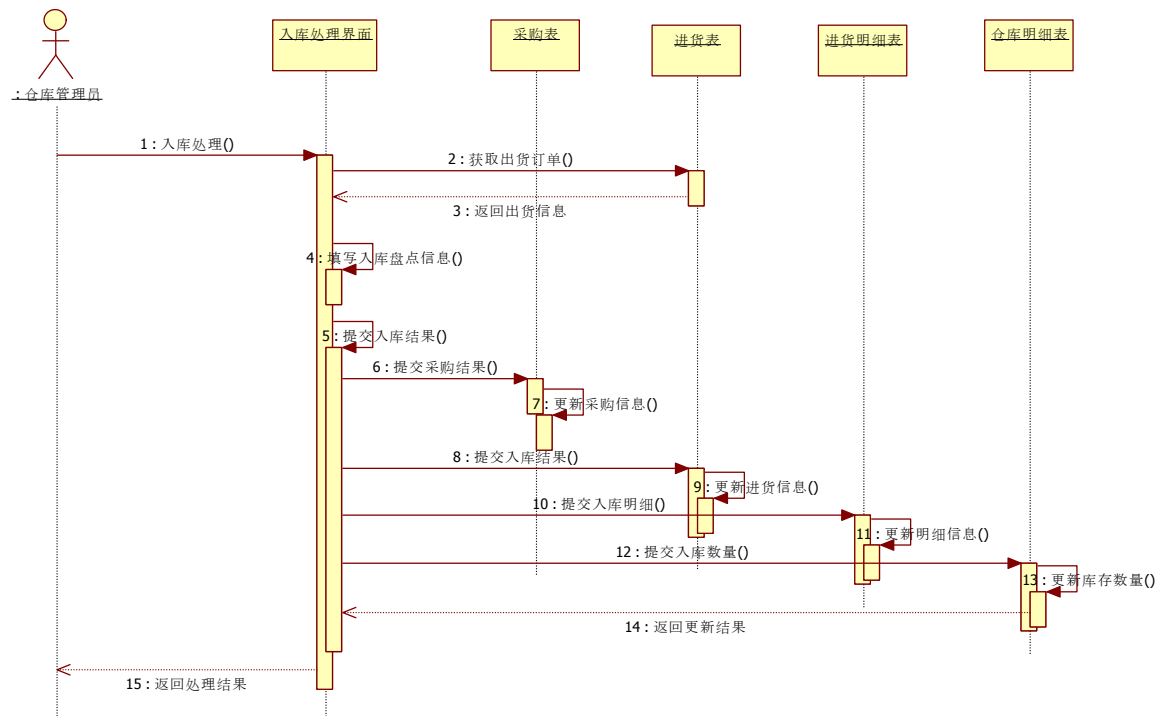 入库处理界面
采购表
进货表
进货明细表
仓库明细表
: 仓库管理员
1 : 入库处理()
2 : 获取出货订单()
3 : 返回出货信息
4 : 填写入库盘点信息()
5 : 提交入库结果()
6 : 提交采购结果()
7 : 更新采购信息()
8 : 提交入库结果()
9 : 更新进货信息()
10 : 提交入库明细()
11 : 更新明细信息()
12 : 提交入库数量()
13 : 更新库存数量()
14 : 返回更新结果
15 : 返回处理结果